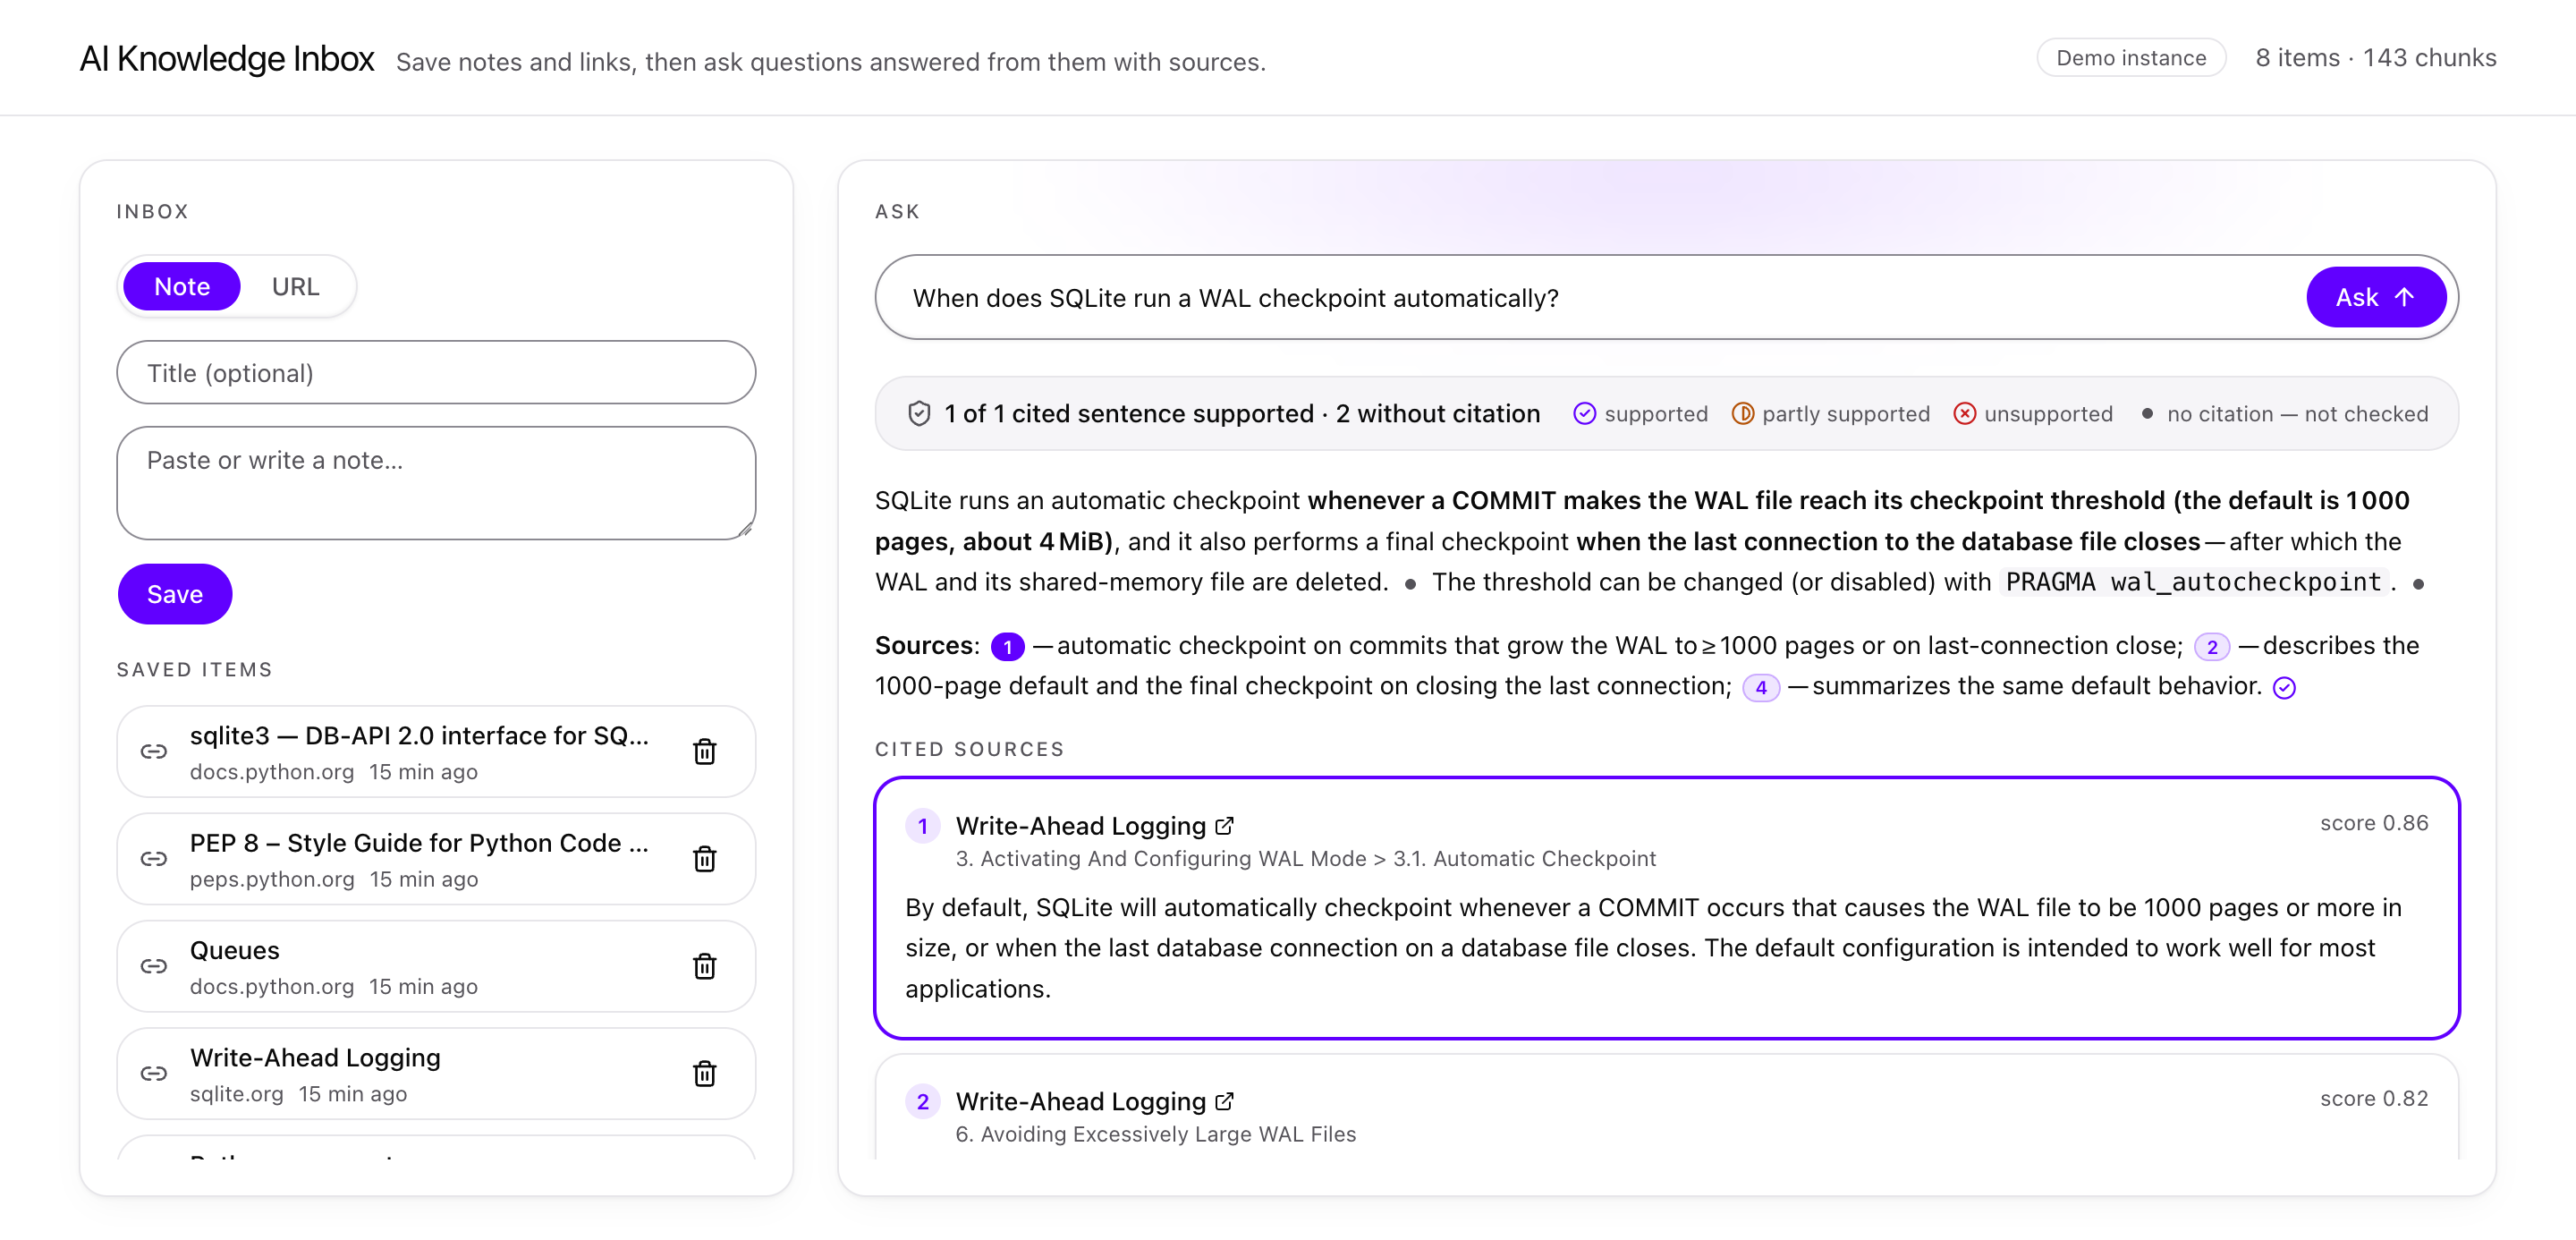 AI Knowledge Inbox Save notes and links, then ask questions answered from them with sources.
Demo instance 8 items · 143 chunks
INBOX
Note URL
Title (optional)
Paste or write a note...
Save
SAVED ITEMS
sqlite3 — DB-API 2.0 interface for SQ...
docs.python.org 15 min ago
PEP 8 – Style Guide for Python Code ...
peps.python.org 15 min ago
Queues
docs.python.org 15 min ago
Write-Ahead Logging
sqlite.org 15 min ago
ASK
When does SQLite run a WAL checkpoint automatically?
Ask
1 of 1 cited sentence supported · 2 without citation supported partly supported unsupported no citation — not checked
SQLite runs an automatic checkpoint whenever a COMMIT makes the WAL file reach its checkpoint threshold (the default is 1000
pages, about 4 MiB), and it also performs a final checkpoint when the last connection to the database file closes — after which the
WAL and its shared-memory file are deleted. The threshold can be changed (or disabled) with PRAGMA wal_autocheckpoint.
Sources: 1 — automatic checkpoint on commits that grow the WAL to ≥ 1000 pages or on last-connection close; 2 — describes the
1000-page default and the final checkpoint on closing the last connection; 4 — summarizes the same default behavior.
CITED SOURCES
1 Write-Ahead Logging score 0.86
3. Activating And Configuring WAL Mode > 3.1. Automatic Checkpoint
By default, SQLite will automatically checkpoint whenever a COMMIT occurs that causes the WAL file to be 1000 pages or more in
size, or when the last database connection on a database file closes. The default configuration is intended to work well for most
applications.
2 Write-Ahead Logging score 0.82
6. Avoiding Excessively Large WAL Files